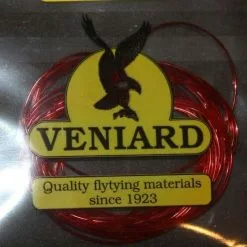 VENIARD
Quality flytying materials
since 1923